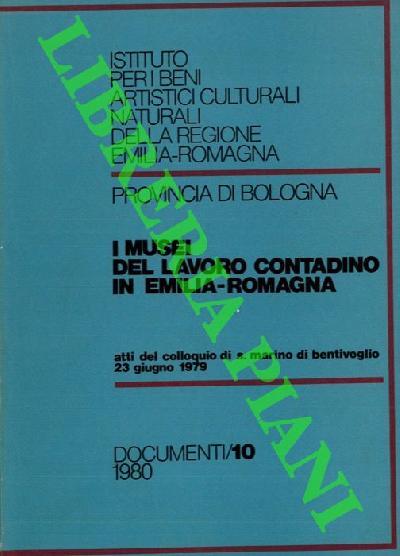 ISTITUTO
PER I BENI
ARTISTICI CULTURALI
NATURALI
DELLA REGIONE
EMILIA-ROMAGNA
PROVINCIA DI BOLOGNA
I MUSEI
DEL LAVORO CONTADINO
IN EMILIA-ROMAGNA
atti del colloquio di s. marino di bentivoglio
23 giugno 1979
DOCUMENTI/10
1980
LIBRERIA PIANI